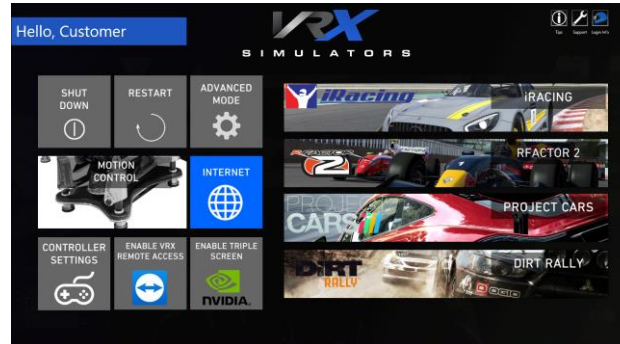 Hello, Customer
VRX
SIMULATORS
Tips
Support
Login Info
SHUT
DOWN
RESTART
ADVANCED
MODE
MOTION
CONTROL
INTERNET
CONTROLLER
SETTINGS
ENABLE VRX
REMOTE ACCESS
ENABLE TRIPLE
SCREEN
NVIDIA.
iRacing
iRACING
RFACTOR 2
2
RFACTOR 2
PROJECT
CARS
PROJECT CARS
DiRT
RALLY
DIRT RALLY